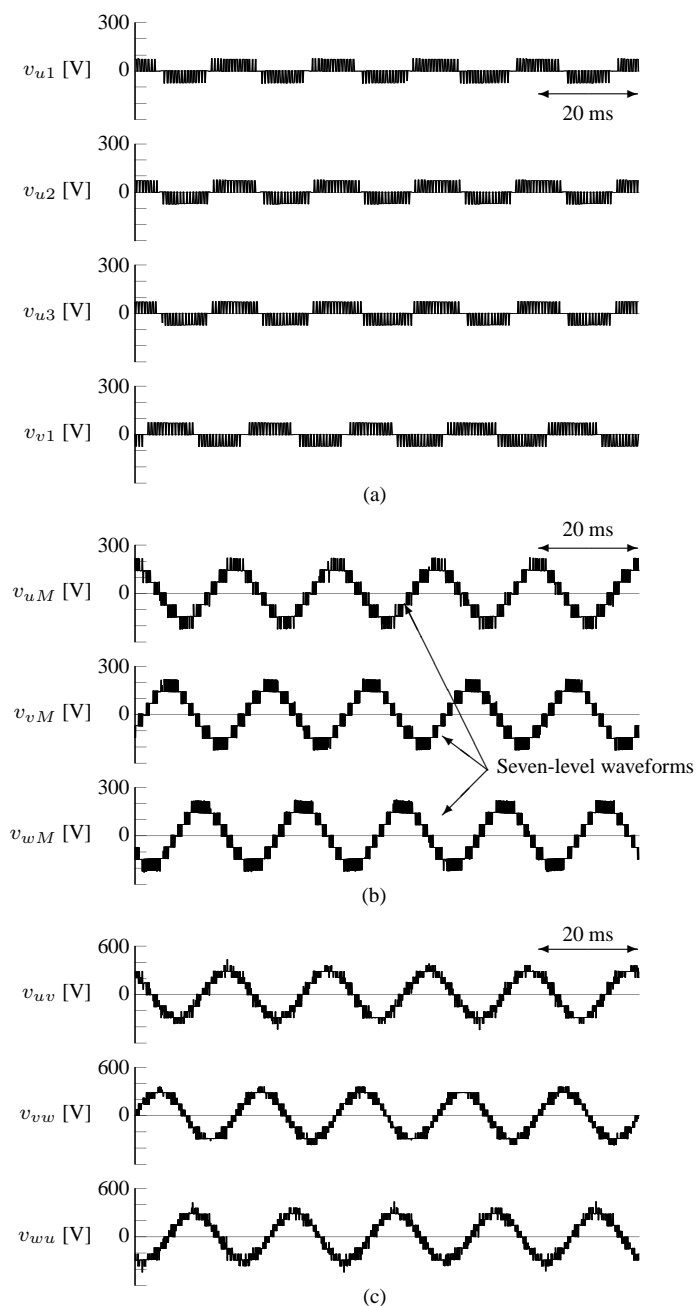 300
v_{u1} [V] 0
20 ms
300
v_{u2} [V] 0
300
v_{u3} [V] 0
300
v_{v1} [V] 0
(a)
300
20 ms
v_{uM} [V] 0
300
v_{vM} [V] 0
Seven-level waveforms
300
v_{wM} [V] 0
(b)
600
20 ms
v_{uv} [V] 0
600
v_{vw} [V] 0
600
v_{wu} [V] 0
(c)